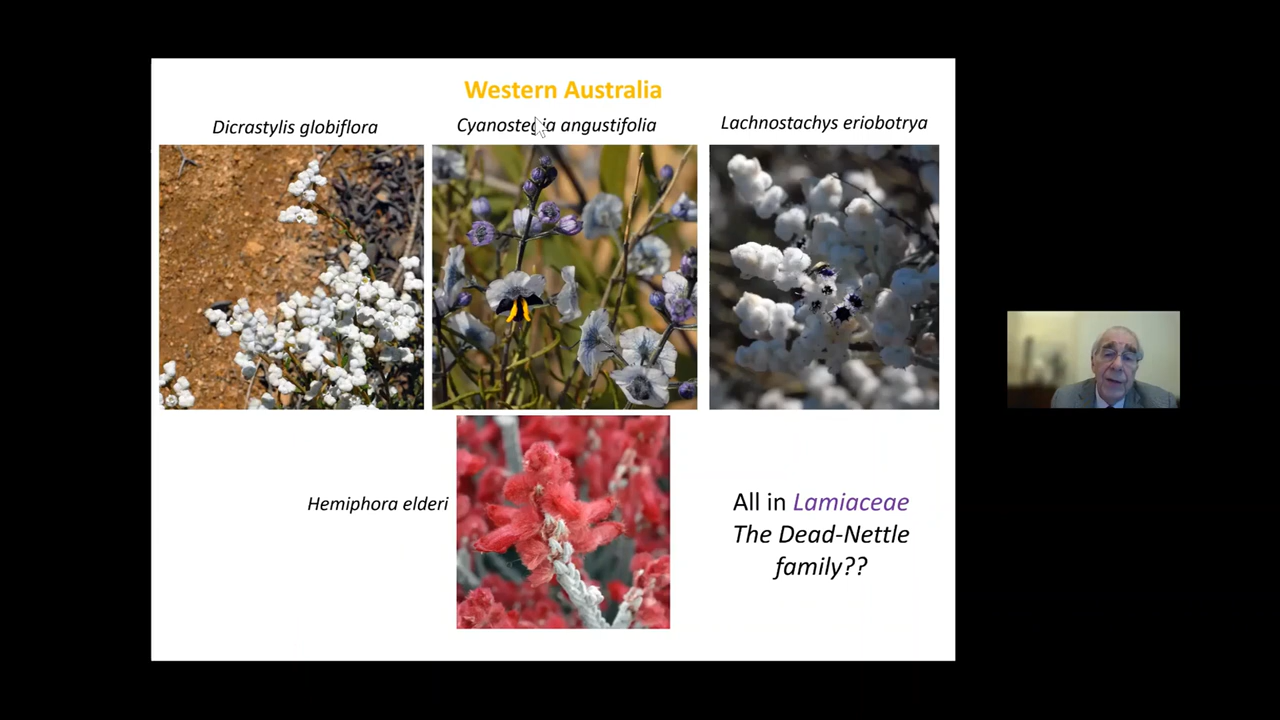 Western Australia
Dicrastylis globiflora
Cyanostegia angustifolia
Lachnostachys eriobotrya
Hemiphora elderi
All in Lamiaceae
The Dead-Nettle
family??